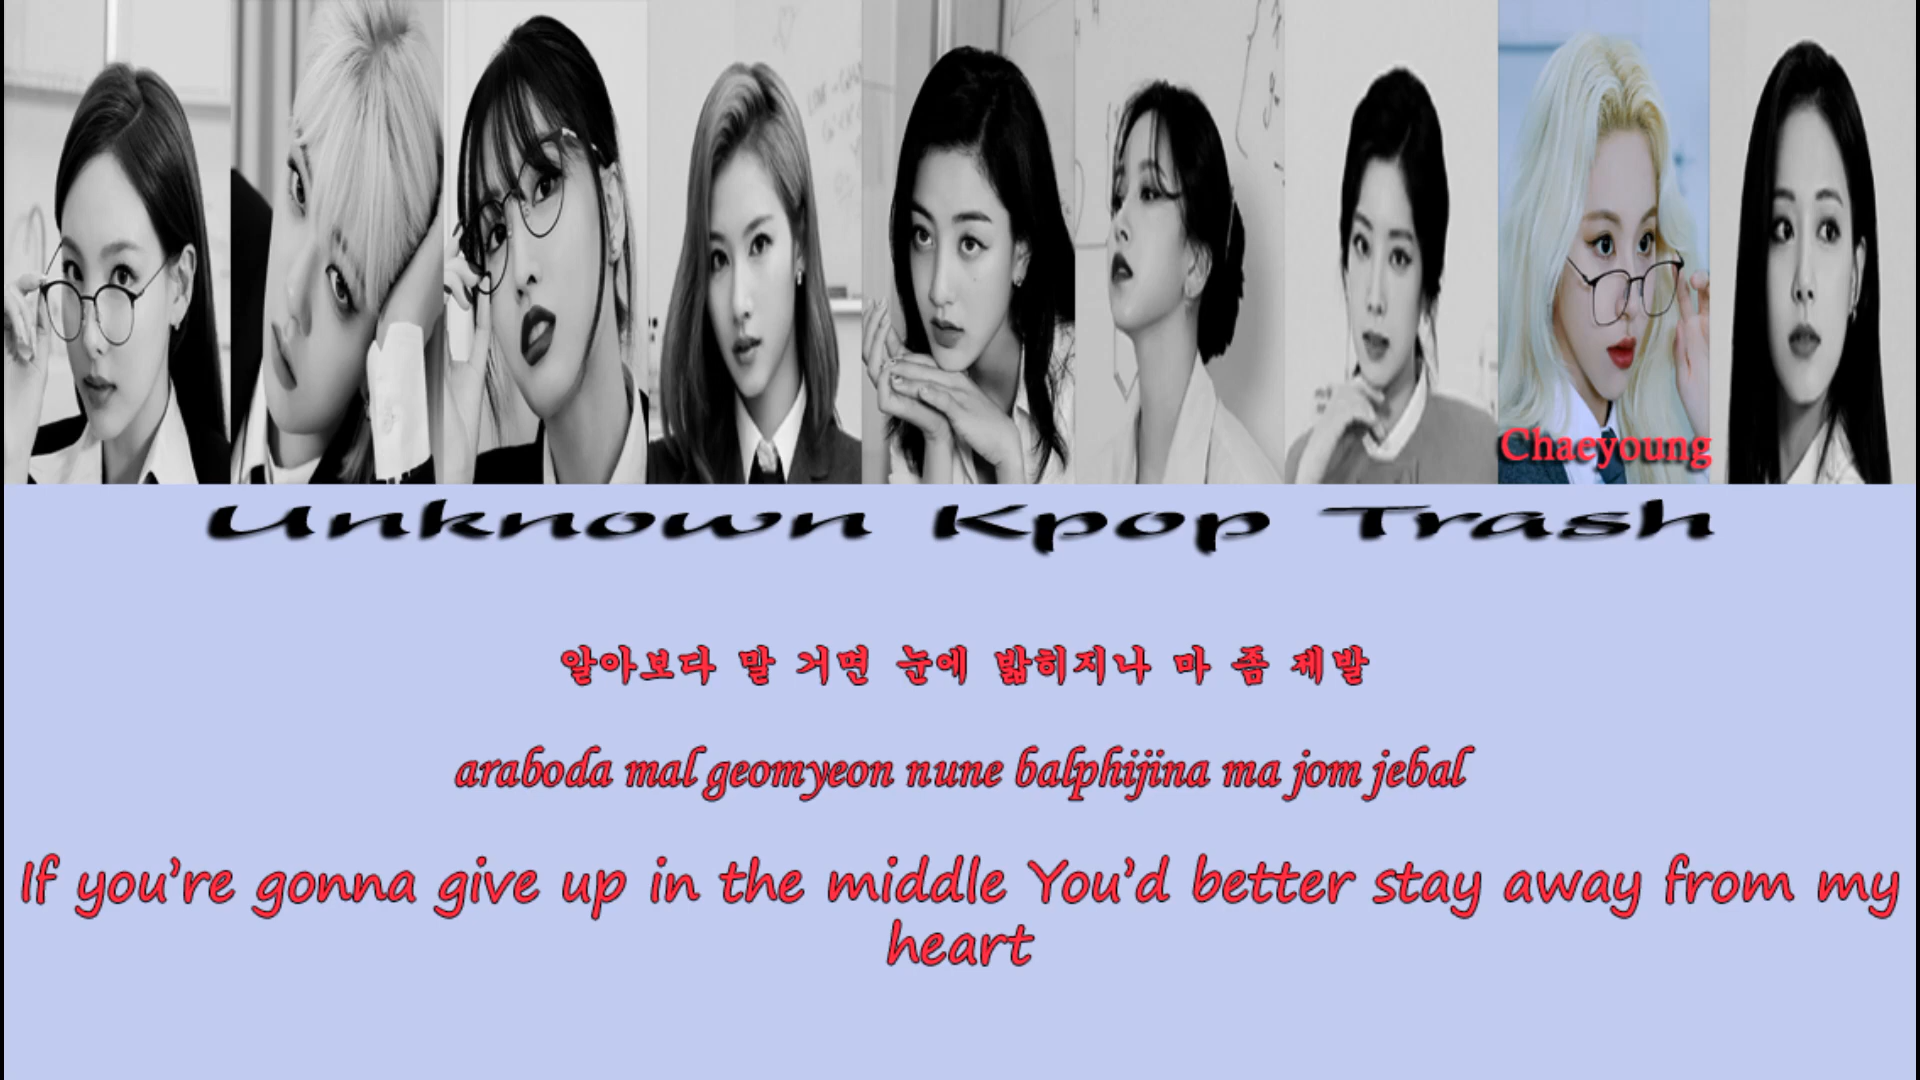 Chaeyoung
Unknown Kpop Trash
알아보다 말 거면 눈에 밟히지나 마 좀 제발
araboda mal geomyeon nune balphijina ma jom jebal
If you're gonna give up in the middle You'd better stay away from my
heart